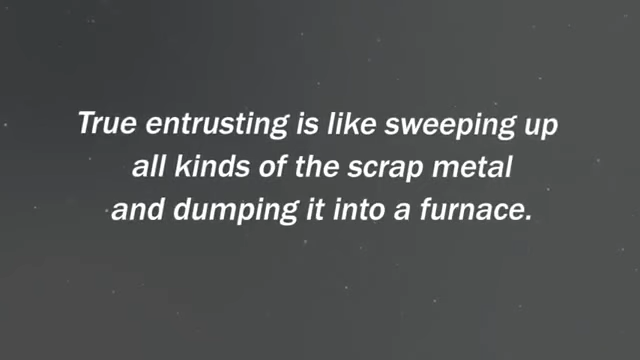 True entrusting is like sweeping up
all kinds of the scrap metal
and dumping it into a furnace.